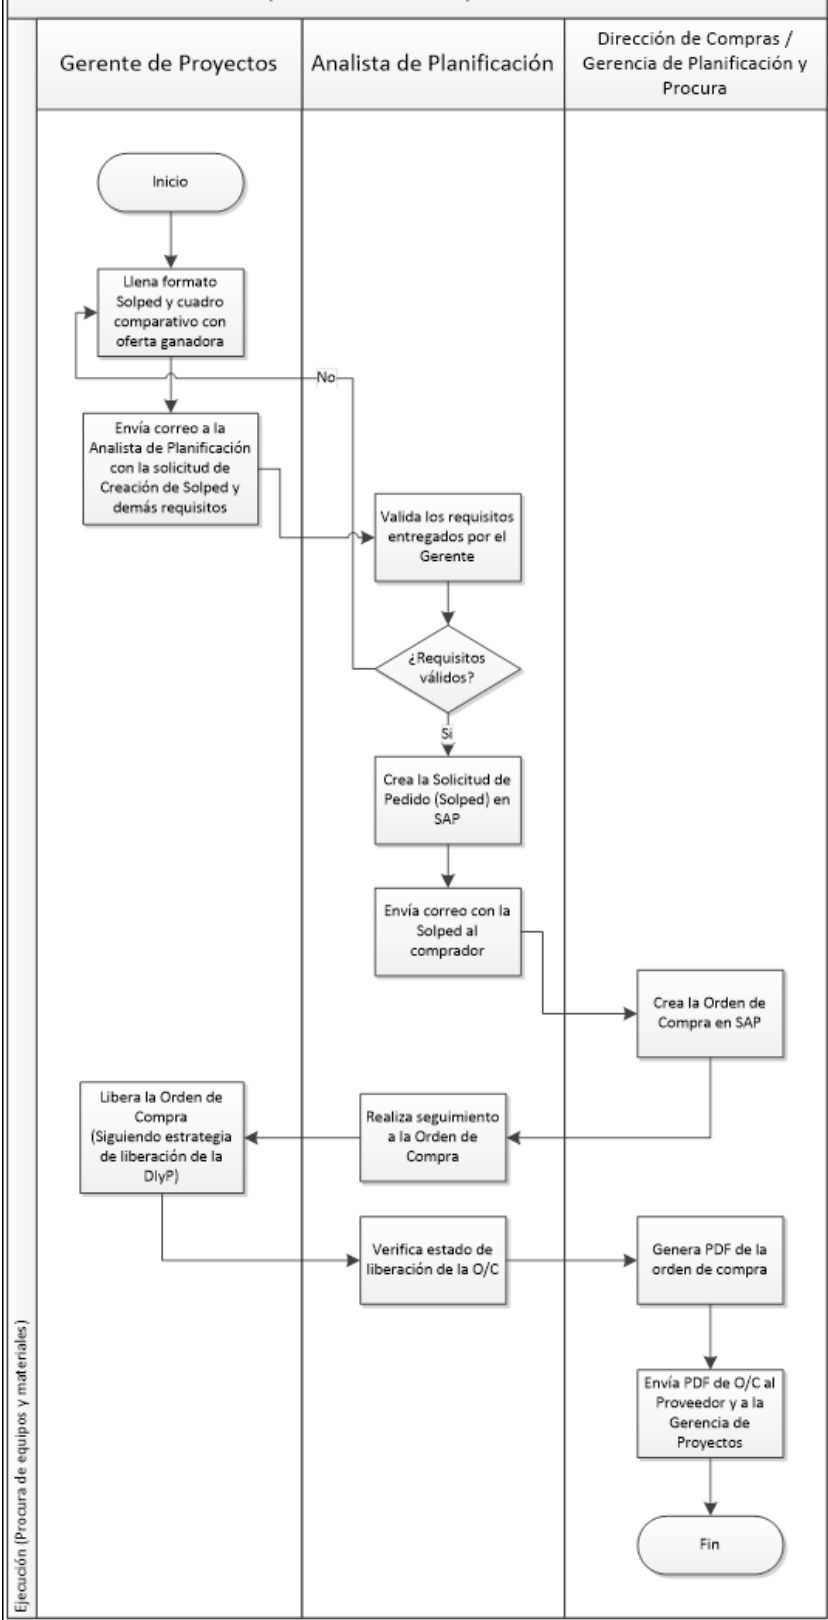 Gerente de Proyectos
Analista de Planificación
Dirección de Compras /
Gerencia de Planificación y
Procura
Inicio
Llena formato
Solped y cuadro
comparativo con
oferta ganadora
No
Envía correo a la
Analista de Planificación
con la solicitud de
Creación de Solped y
demás requisitos
Valida los requisitos
entregados por el
Gerente
¿Requisitos
válidos?
Si
Crea la Solicitud de
Pedido (Solped) en
SAP
Envía correo con la
Solped al
comprador
Crea la Orden de
Compra en SAP
Libera la Orden de
Compra
(Siguiendo estrategia
de liberación de la
DIyP)
Realiza seguimiento
a la Orden de
Compra
Verifica estado de
liberación de la O/C
Genera PDF de la
orden de compra
Envía PDF de O/C al
Proveedor y a la
Gerencia de
Proyectos
Fin
Ejecución (Procura de equipos y materiales)